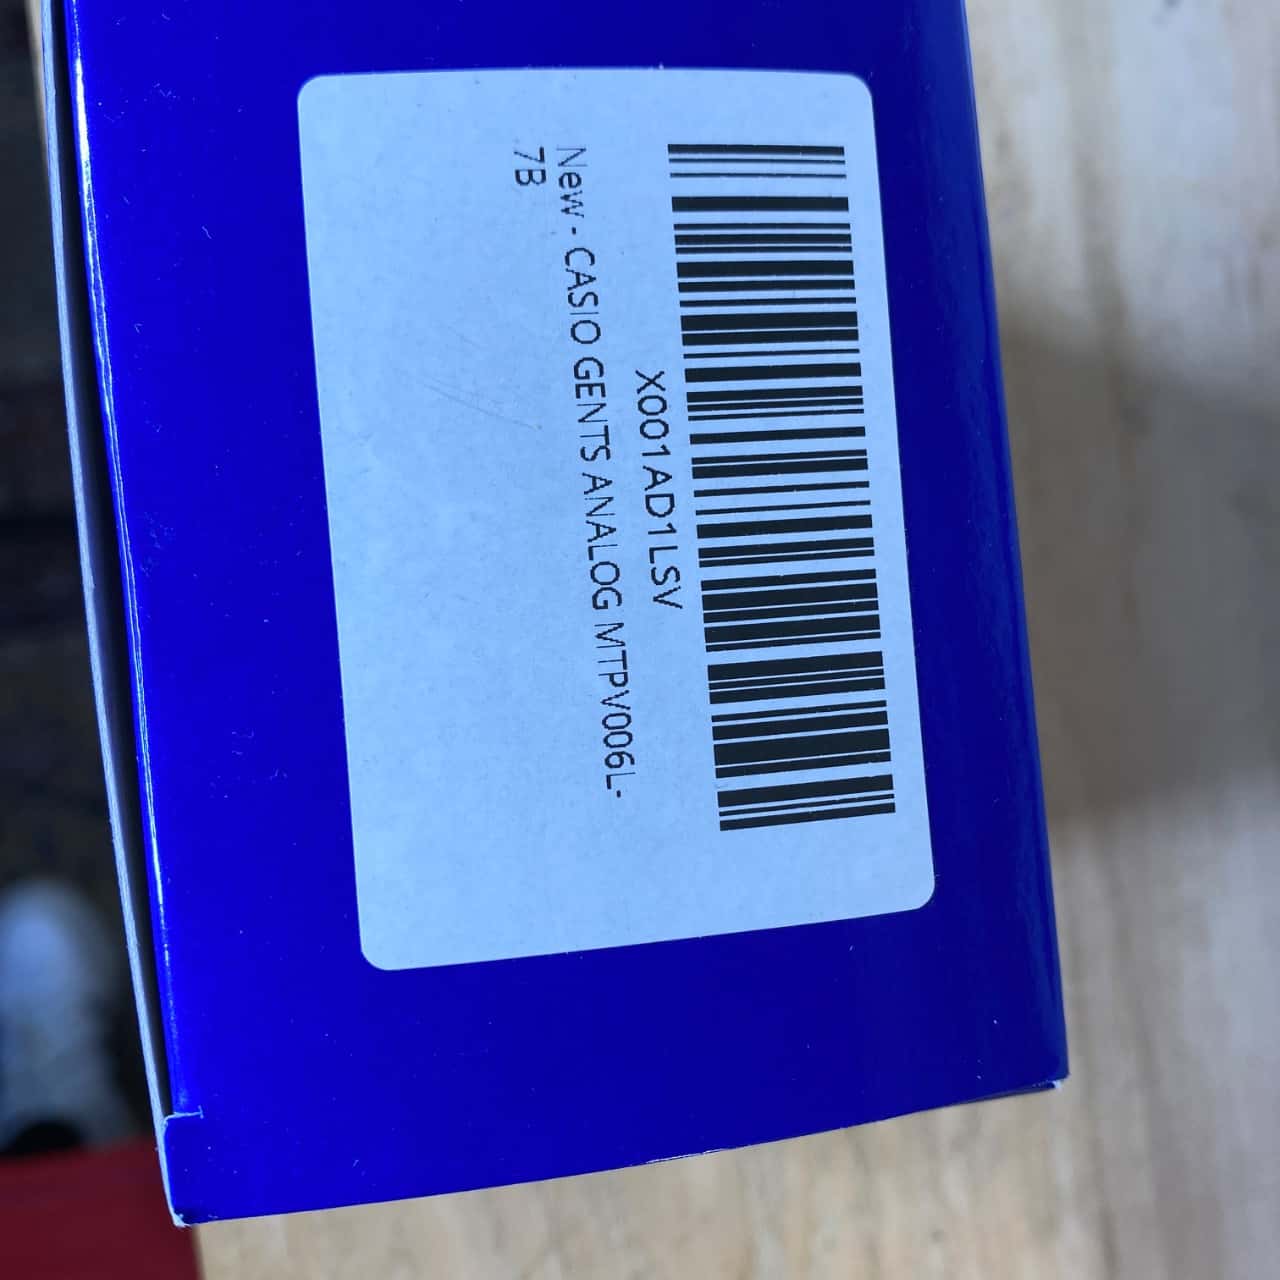 X001AD1LSV
New - CASIO GENTS ANALOG MTPV006L-
7B